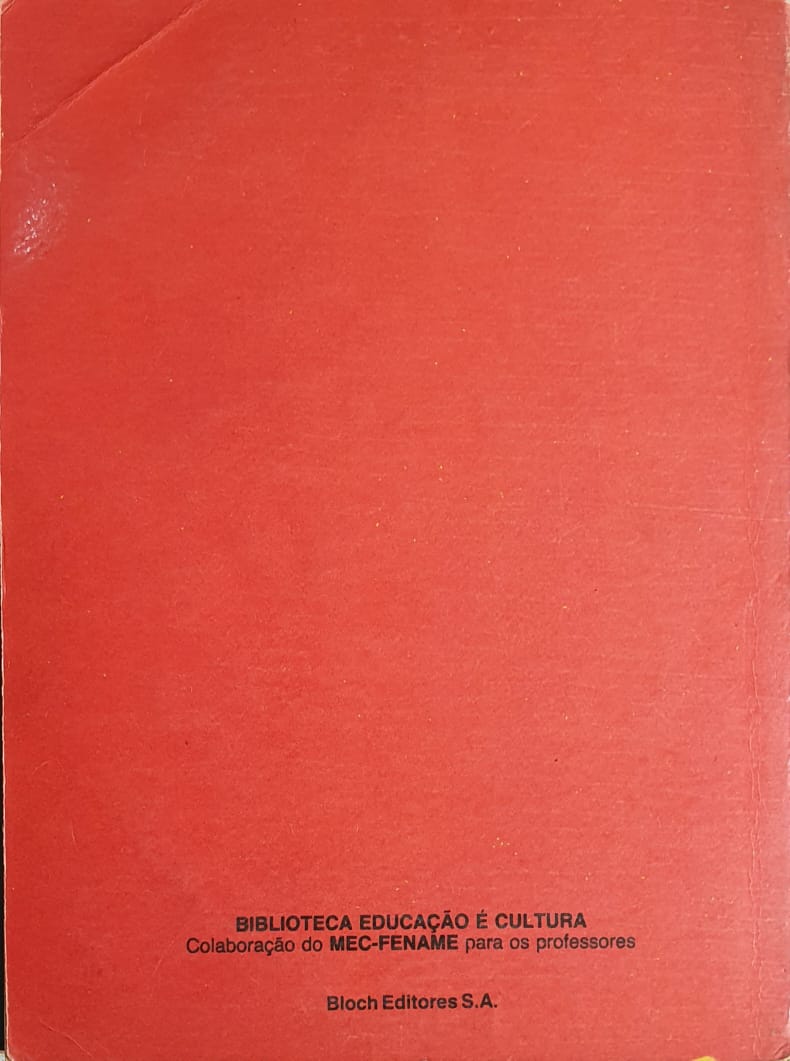 BIBLIOTECA EDUCAÇÃO É CULTURA
Colaboração do MEC-FENAME para os professores
Bloch Editores S.A.